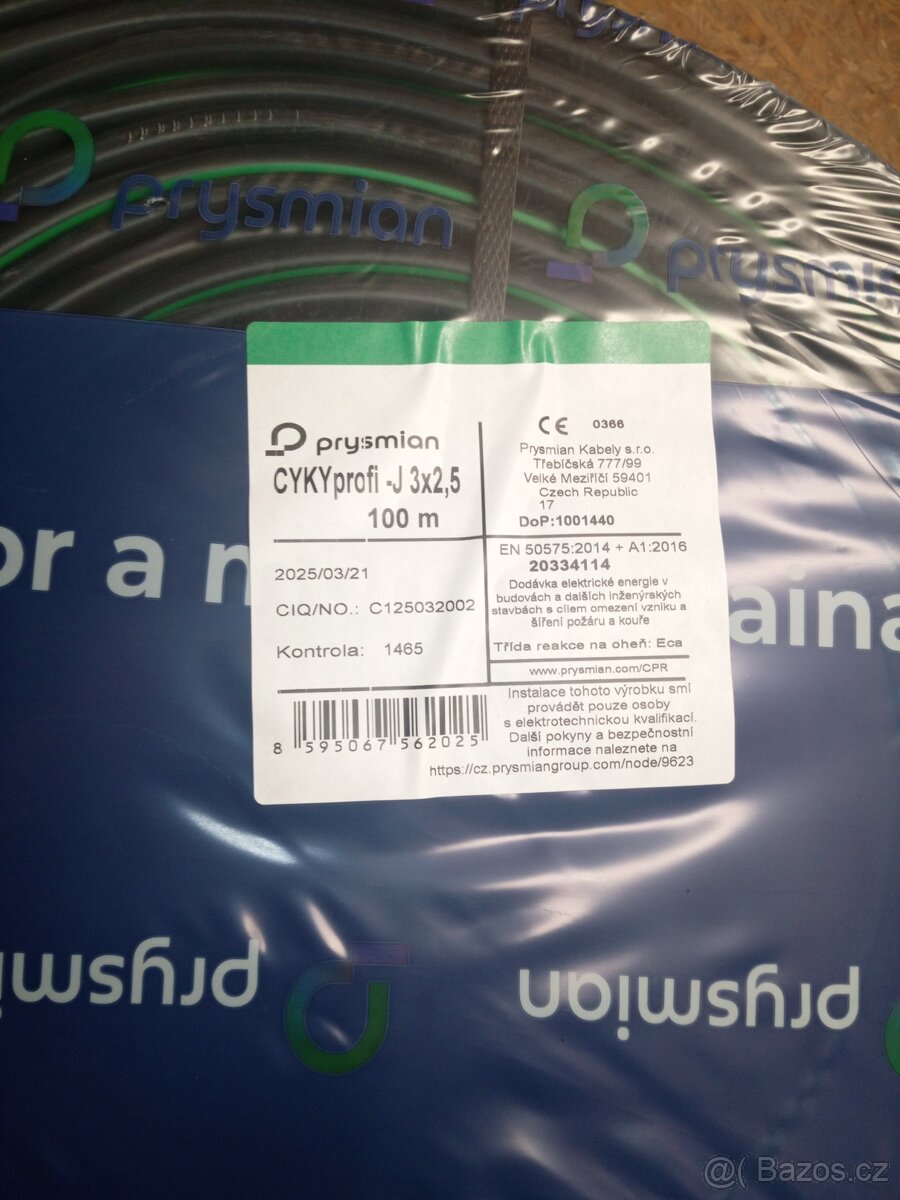 prysmian
prysmian
prysmian
CYKYprofi -J 3x2,5
100 m
2025/03/21
CIQ/NO.: C125032002
Kontrola: 1465
8 595067 562025
CE 0366
Prysmian Kabely s.r.o.
Třebíčská 777/99
Velké Meziříčí 59401
Czech Republic
17
DoP:1001440
EN 50575:2014 + A1:2016
20334114
Dodávka elektrické energie v
budovách a dalších inženýrských
stavbách s cílem omezení vzniku a
šíření požáru a kouře
Třída reakce na oheň: Eca
www.prysmian.com/CPR
Instalace tohoto výrobku smí
provádět pouze osoby
s elektrotechnickou kvalifikací.
Další pokyny a bezpečnostní
informace naleznete na
https://cz.prysmiangroup.com/node/9623
or a
aina
prysmian
prysmian
@( Bazos.cz